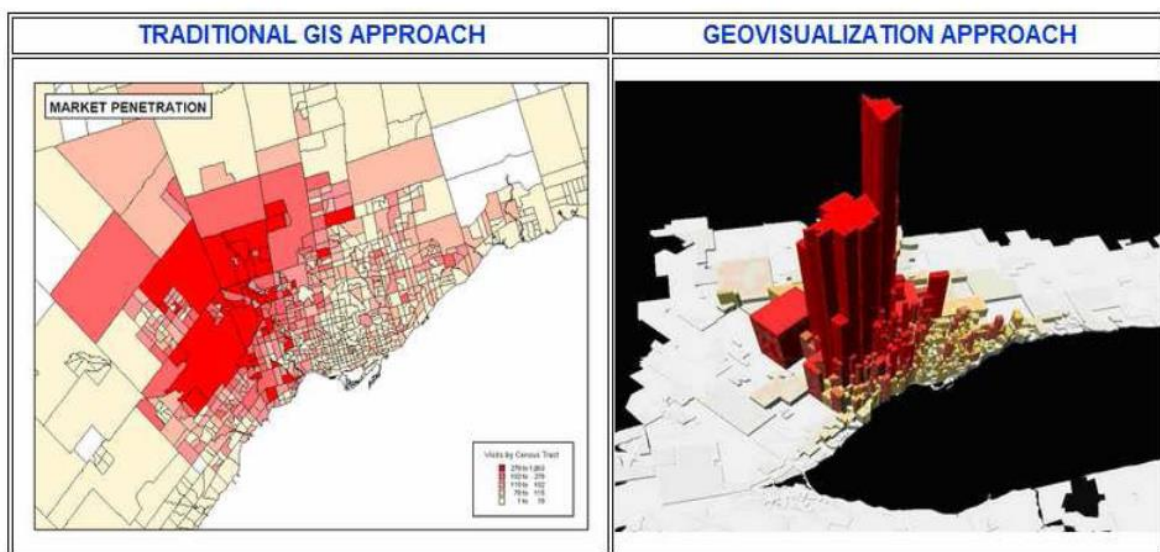 TRADITIONAL GIS APPROACH
GEOVISUALIZATION APPROACH
MARKET PENETRATION
Visits by Census Tract